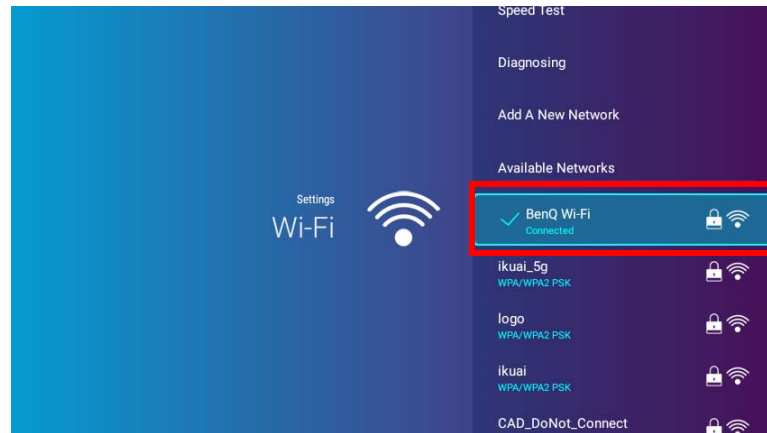 Speed Test
Diagnosing
Add A New Network
Available Networks
Settings
Wi-Fi
BenQ Wi-Fi
Connected
ikuai_5g
WPA/WPA2 PSK
logo
WPA/WPA2 PSK
ikuai
WPA/WPA2 PSK
CAD_DoNot_Connect